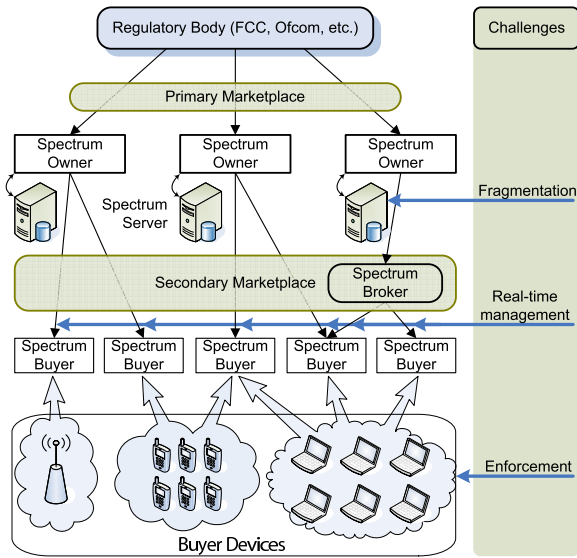 Regulatory Body (FCC, Ofcom, etc.)
Challenges
Primary Marketplace
Spectrum
Owner
Spectrum
Owner
Spectrum
Owner
Spectrum
Server
Fragmentation
Secondary Marketplace
Spectrum
Broker
Real-time
management
Spectrum
Buyer
Spectrum
Buyer
Spectrum
Buyer
Spectrum
Buyer
Spectrum
Buyer
Enforcement
Buyer Devices